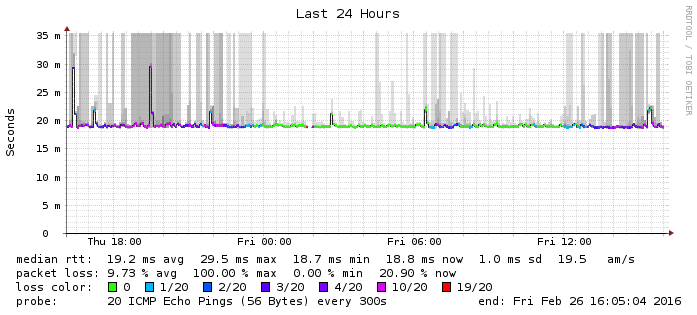 Last 24 Hours
RRDTOOL / TOBI OETIKER
Seconds
35 m
30 m
25 m
20 m
15 m
10 m
5 m
0
Thu 18:00 Fri 00:00 Fri 06:00 Fri 12:00
median rtt: 19.2 ms avg 29.5 ms max 18.7 ms min 18.8 ms now 1.0 ms sd 19.5 am/s
packet loss: 9.73 % avg 100.00 % max 0.00 % min 20.90 % now
loss color: 0 1/20 2/20 3/20 4/20 10/20 19/20
probe: 20 ICMP Echo Pings (56 Bytes) every 300s end: Fri Feb 26 16:05:04 2016